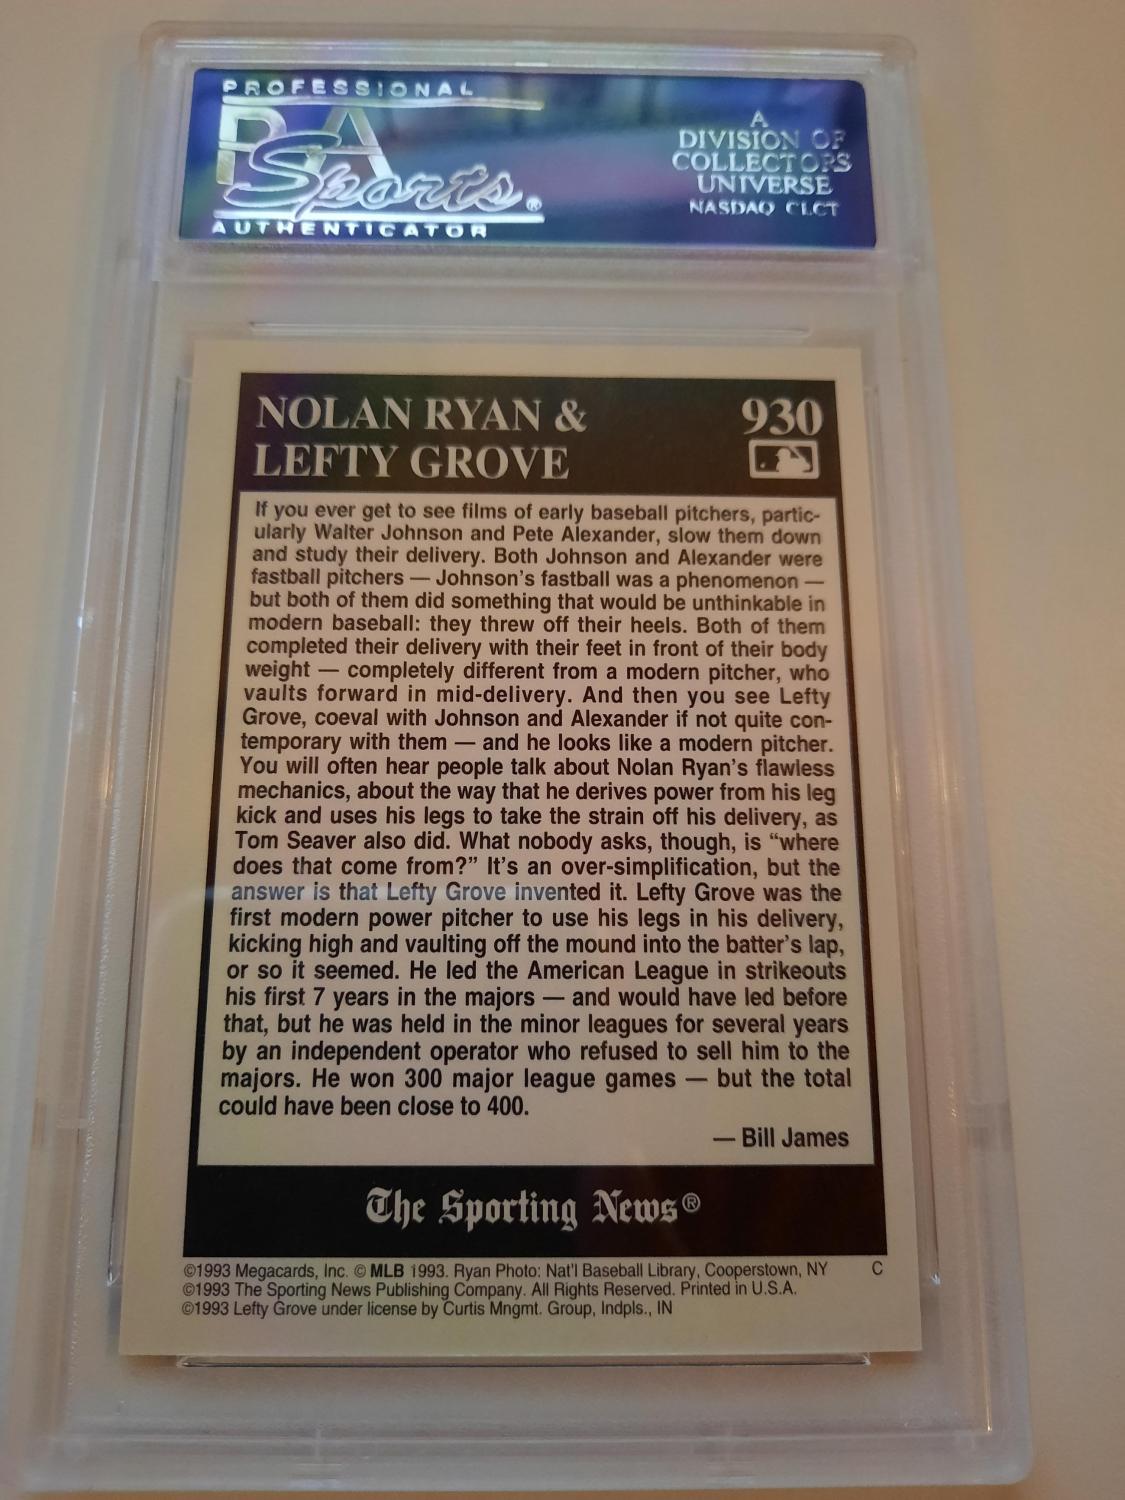 PROFESSIONAL
PSA
Sports®
AUTHENTICATOR
A
DIVISION OF
COLLECTORS
UNIVERSE
NASDAQ CLCT
NOLAN RYAN &
LEFTY GROVE
930
If you ever get to see films of early baseball pitchers, partic-
ularly Walter Johnson and Pete Alexander, slow them down
and study their delivery. Both Johnson and Alexander were
fastball pitchers — Johnson's fastball was a phenomenon —
but both of them did something that would be unthinkable in
modern baseball: they threw off their heels. Both of them
completed their delivery with their feet in front of their body
weight — completely different from a modern pitcher, who
vaults forward in mid-delivery. And then you see Lefty
Grove, coeval with Johnson and Alexander if not quite con-
temporary with them — and he looks like a modern pitcher.
You will often hear people talk about Nolan Ryan's flawless
mechanics, about the way that he derives power from his leg
kick and uses his legs to take the strain off his delivery, as
Tom Seaver also did. What nobody asks, though, is “where
does that come from?” It's an over-simplification, but the
answer is that Lefty Grove invented it. Lefty Grove was the
first modern power pitcher to use his legs in his delivery,
kicking high and vaulting off the mound into the batter's lap,
or so it seemed. He led the American League in strikeouts
his first 7 years in the majors — and would have led before
that, but he was held in the minor leagues for several years
by an independent operator who refused to sell him to the
majors. He won 300 major league games — but the total
could have been close to 400.
— Bill James
The Sporting News®
©1993 Megacards, Inc. © MLB 1993. Ryan Photo: Nat'l Baseball Library, Cooperstown, NY C
©1993 The Sporting News Publishing Company. All Rights Reserved. Printed in U.S.A.
©1993 Lefty Grove under license by Curtis Mngmt. Group, Indpls., IN